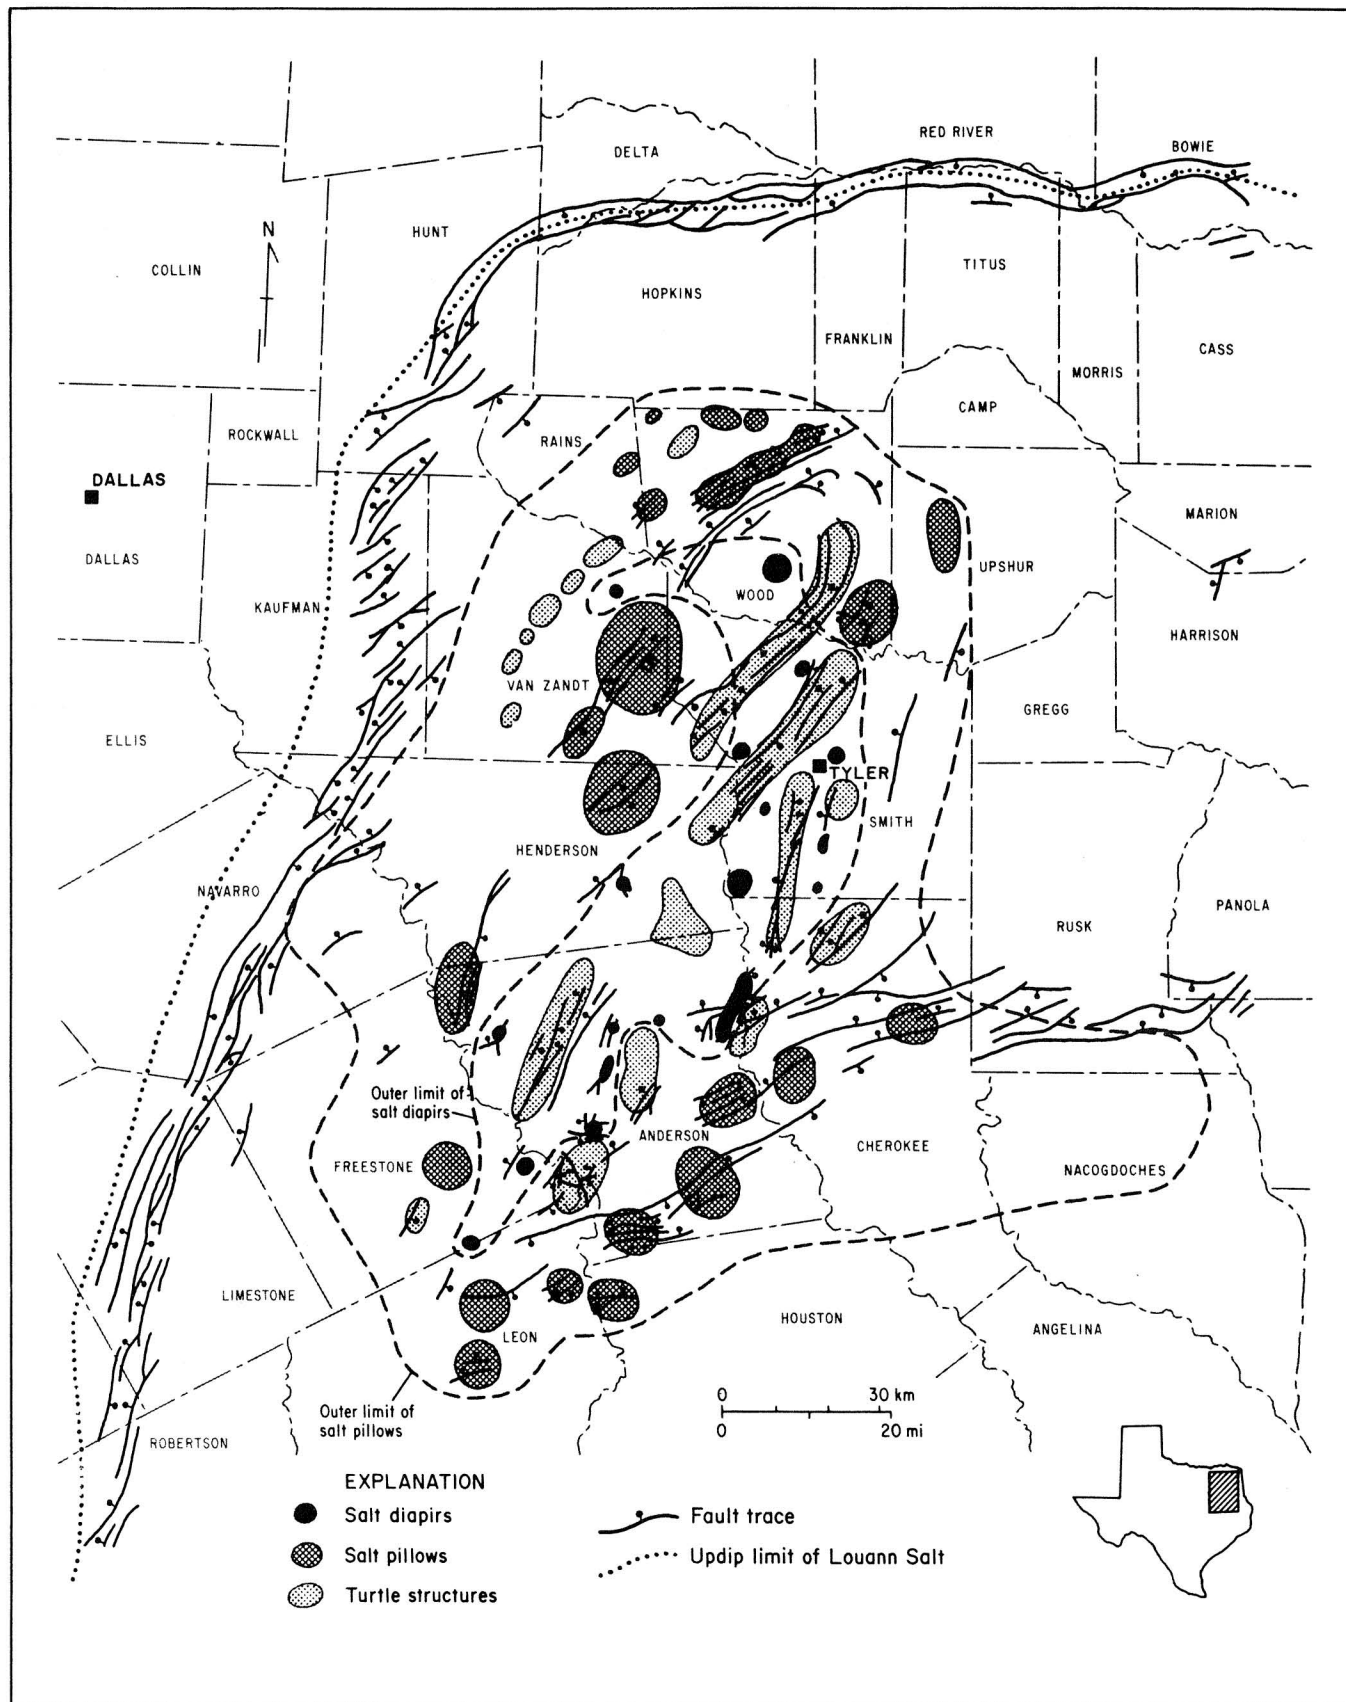 RED RIVER
BOWIE
DELTA
HUNT
N
COLLIN
HOPKINS
TITUS
FRANKLIN
CASS
MORRIS
CAMP
ROCKWALL
RAINS
DALLAS
MARION
DALLAS
UPSHUR
WOOD
KAUFMAN
HARRISON
VAN ZANDT
GREGG
ELLIS
TYLER
SMITH
HENDERSON
NAVARRO
PANOLA
RUSK
Outer limit of
salt diapirs
ANDERSON
CHEROKEE
FREESTONE
NACOGDOCHES
LIMESTONE
HOUSTON
LEON
ANGELINA
0 30 km
0 20 mi
Outer limit of
salt pillows
ROBERTSON
EXPLANATION
Salt diapirs
Salt pillows
Turtle structures
Fault trace
Updip limit of Louann Salt